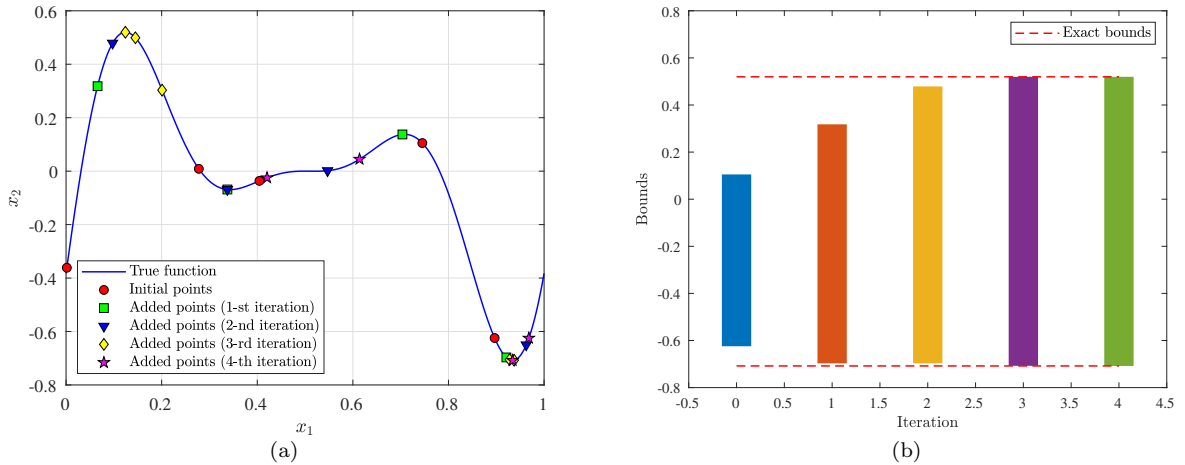 0.6
0.4
0.2
0
-0.2
-0.4
-0.6
-0.8
x2
True function
Initial points
Added points (1-st iteration)
Added points (2-nd iteration)
Added points (3-rd iteration)
Added points (4-th iteration)
0 0.2 0.4 0.6 0.8 1
x1
(a)
0.8
0.6
0.4
0.2
0
-0.2
-0.4
-0.6
-0.8
Bounds
Exact bounds
-0.5 0 0.5 1 1.5 2 2.5 3 3.5 4 4.5
Iteration
(b)